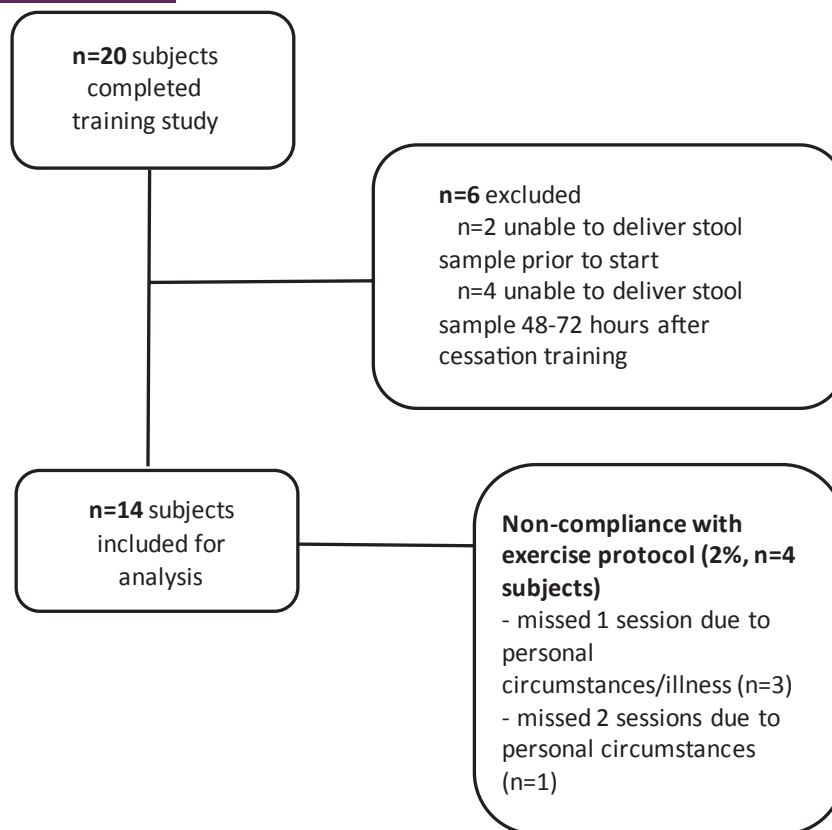 n=20 subjects
completed
training study
n=6 excluded
n=2 unable to deliver stool
sample prior to start
n=4 unable to deliver stool
sample 48-72 hours after
cessation training
n=14 subjects
included for
analysis
Non-compliance with
exercise protocol (2%, n=4
subjects)
- missed 1 session due to
personal
circumstances/illness (n=3)
- missed 2 sessions due to
personal circumstances
(n=1)